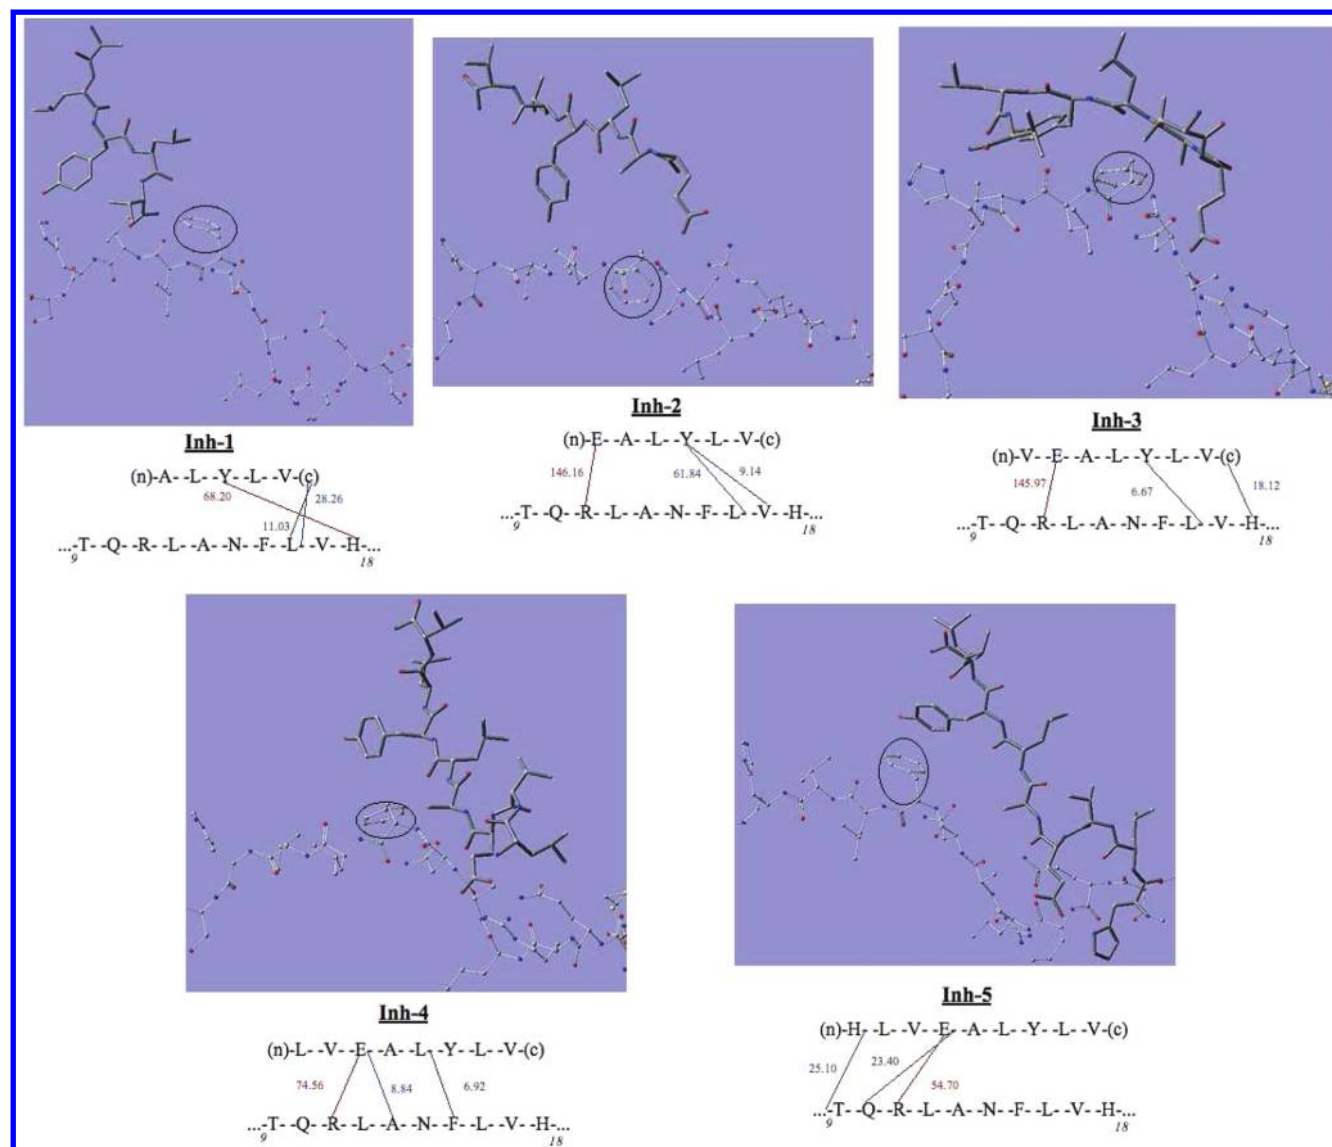 Inh-1
(n)-A--L--Y--L--V-(c)
68.20
28.26
11.03
...T--Q--R--L--A--N--F--L--V--H-...
9
18
Inh-2
(n)-E--A--L--Y--L--V-(c)
146.16
61.84
9.14
...T--Q--R--L--A--N--F--L--V--H-...
9
18
Inh-3
(n)-V--E--A--L--Y--L--V-(c)
145.97
6.67
18.12
...T--Q--R--L--A--N--F--L--V--H-...
9
18
Inh-4
(n)-L--V--E--A--L--Y--L--V-(c)
74.56
8.84
6.92
...T--Q--R--L--A--N--F--L--V--H-...
9
18
Inh-5
(n)-H--L--V--E--A--L--Y--L--V-(c)
25.10
23.40
54.70
...T--Q--R--L--A--N--F--L--V--H-...
9
18